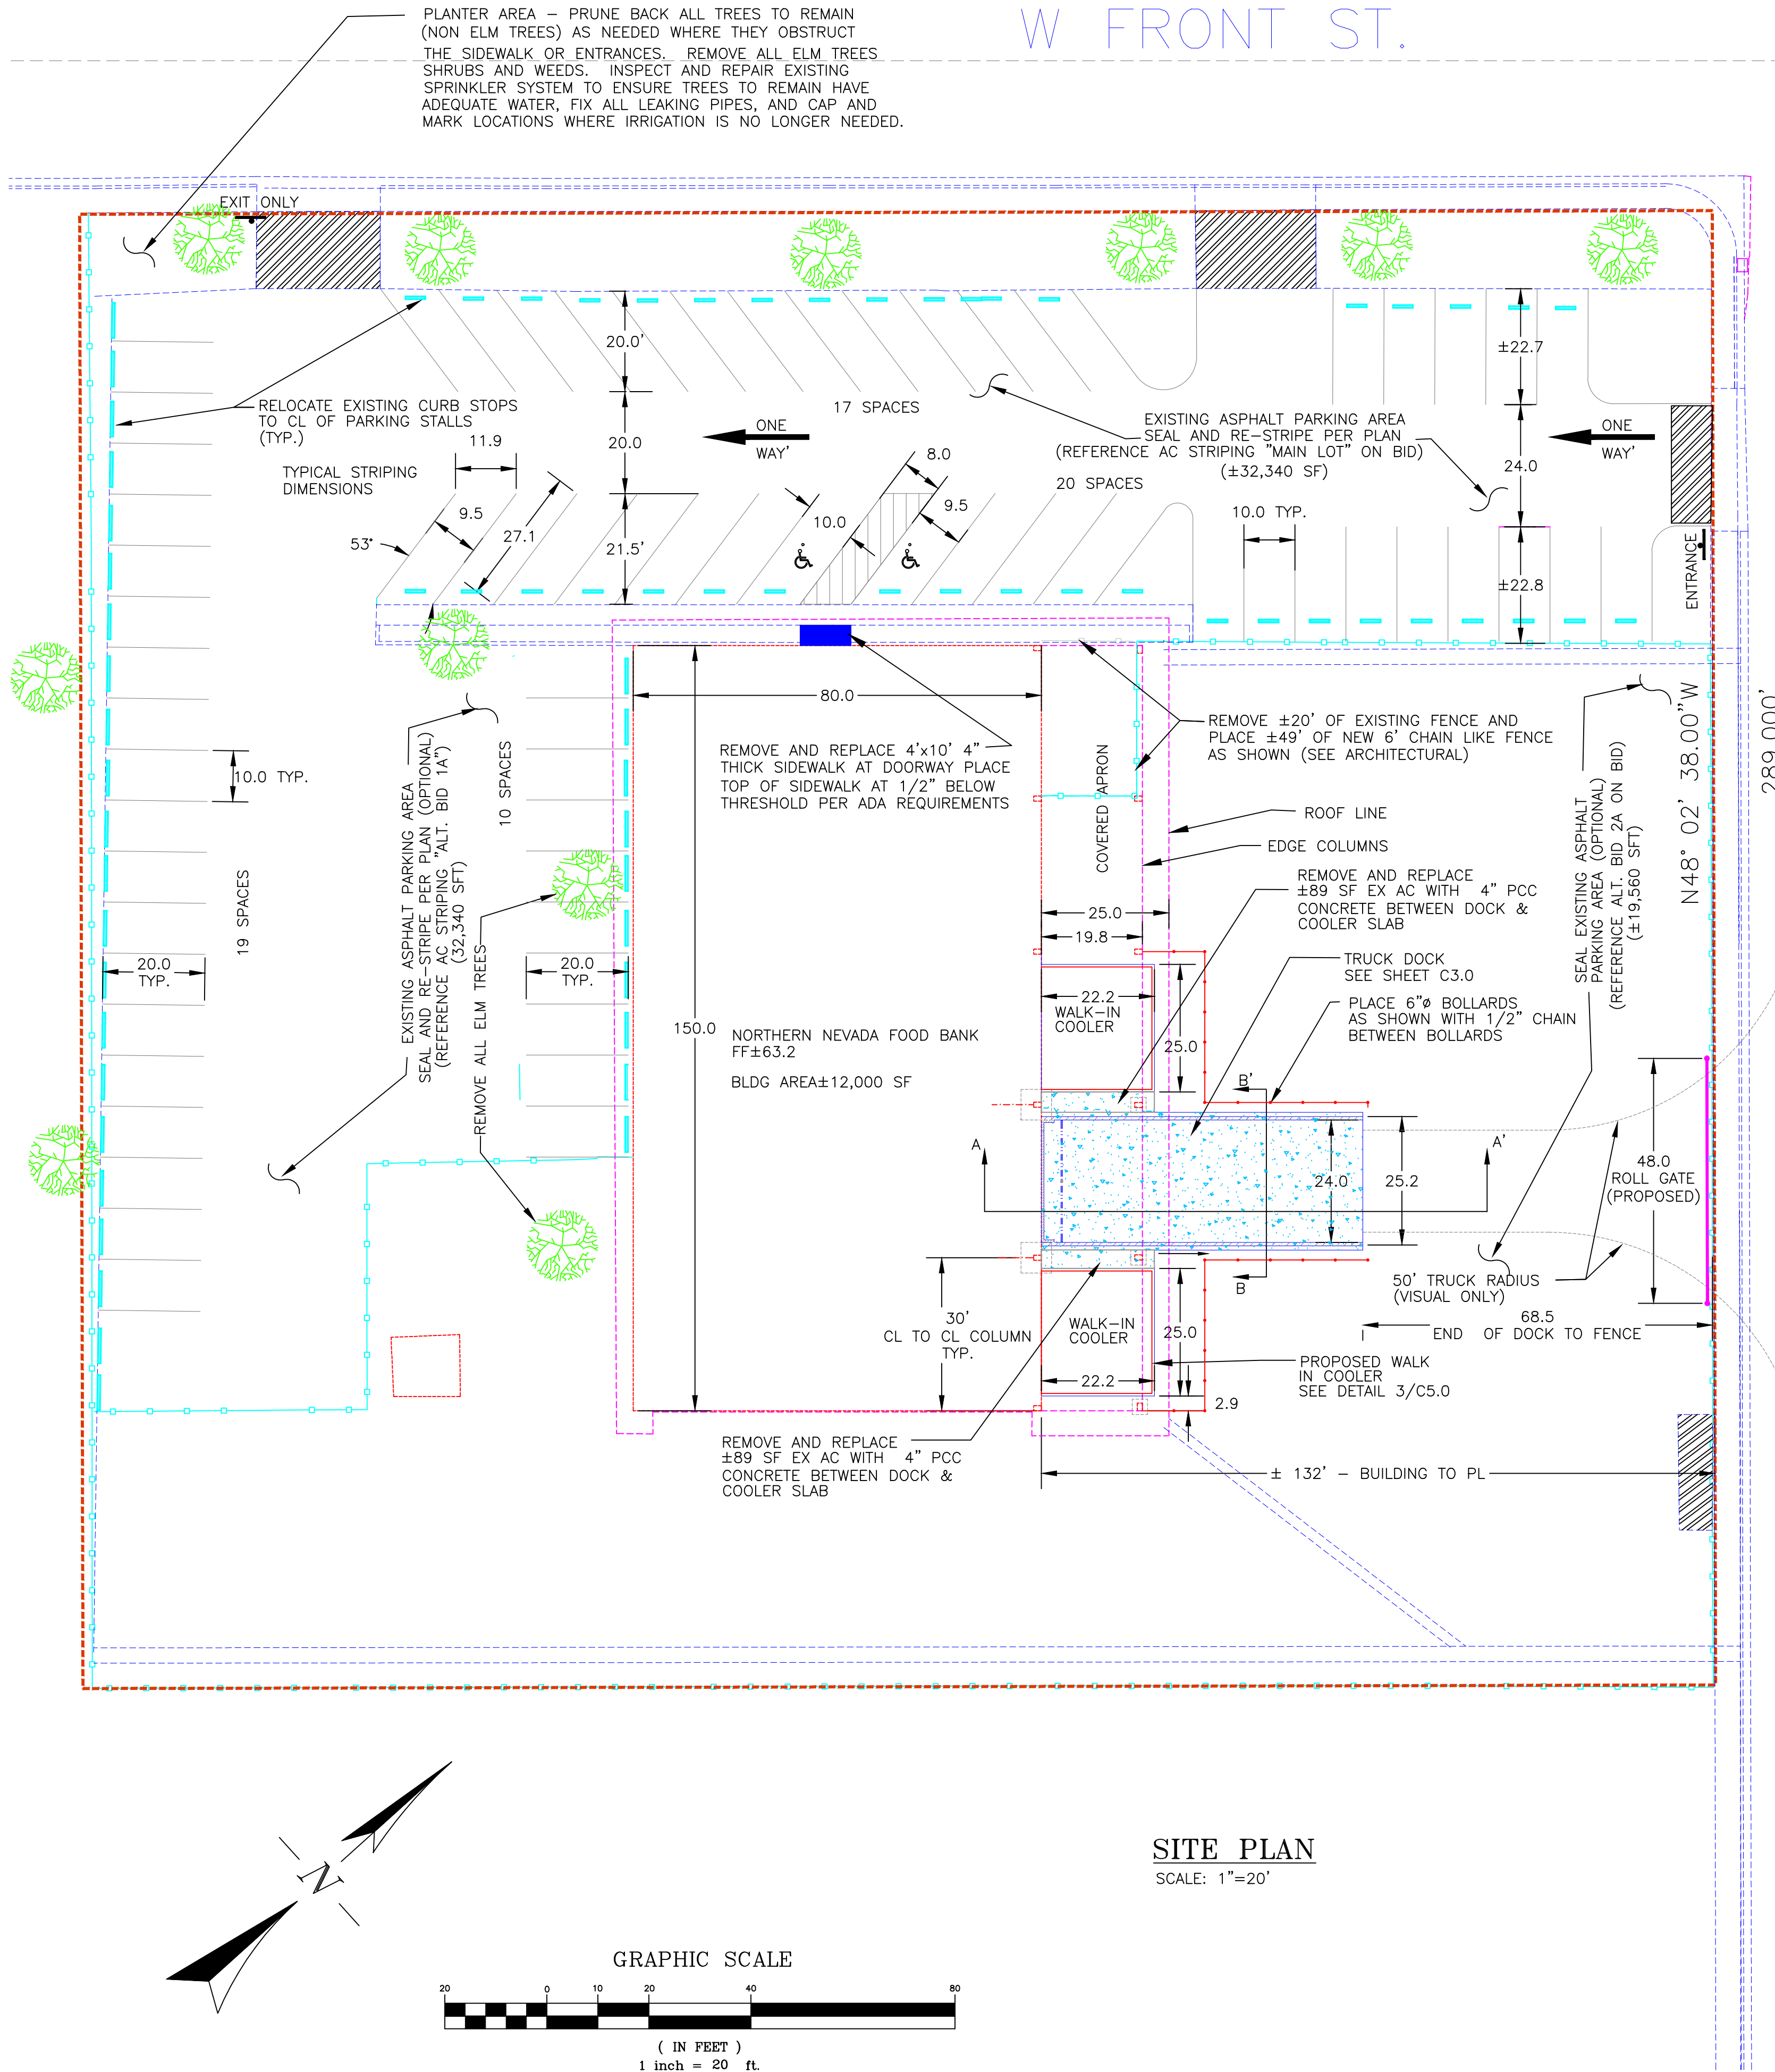 PLANTER AREA – PRUNE BACK ALL TREES TO REMAIN
(NON ELM TREES) AS NEEDED WHERE THEY OBSTRUCT
THE SIDEWALK OR ENTRANCES. REMOVE ALL ELM TREES
SHRUBS AND WEEDS. INSPECT AND REPAIR EXISTING
SPRINKLER SYSTEM TO ENSURE TREES TO REMAIN HAVE
ADEQUATE WATER, FIX ALL LEAKING PIPES, AND CAP AND
MARK LOCATIONS WHERE IRRIGATION IS NO LONGER NEEDED.
W FRONT ST.
EXIT ONLY
20.0'
±22.7
RELOCATE EXISTING CURB STOPS
TO CL OF PARKING STALLS
(TYP.)
17 SPACES
ONE
WAY'
20.0
EXISTING ASPHALT PARKING AREA
SEAL AND RE–STRIPE PER PLAN
(REFERENCE AC STRIPING "MAIN LOT" ON BID)
(±32,340 SF)
ONE
WAY'
24.0
11.9
TYPICAL STRIPING
DIMENSIONS
8.0
20 SPACES
9.5
9.5
10.0
10.0 TYP.
53°
27.1
21.5'
±22.8
ENTRANCE
80.0
REMOVE AND REPLACE 4'x10' 4"
THICK SIDEWALK AT DOORWAY PLACE
TOP OF SIDEWALK AT 1/2" BELOW
THRESHOLD PER ADA REQUIREMENTS
REMOVE ±20' OF EXISTING FENCE AND
PLACE ±49' OF NEW 6' CHAIN LIKE FENCE
AS SHOWN (SEE ARCHITECTURAL)
N48° 02' 38.00"W
289.000'
10.0 TYP.
EXISTING ASPHALT PARKING AREA
SEAL AND RE–STRIPE PER PLAN (OPTIONAL)
(REFERENCE AC STRIPING "ALT. BID 1A")
(32,340 SFT)
10 SPACES
COVERED APRON
ROOF LINE
EDGE COLUMNS
SEAL EXISTING ASPHALT
PARKING AREA (OPTIONAL)
(REFERENCE ALT. BID 2A ON BID)
(±19,560 SFT)
19 SPACES
REMOVE AND REPLACE
±89 SF EX AC WITH 4" PCC
CONCRETE BETWEEN DOCK &
COOLER SLAB
25.0
19.8
20.0
TYP.
20.0
TYP.
REMOVE ALL ELM TREES
TRUCK DOCK
SEE SHEET C3.0
22.2
WALK–IN
COOLER
25.0
PLACE 6"ø BOLLARDS
AS SHOWN WITH 1/2" CHAIN
BETWEEN BOLLARDS
150.0
NORTHERN NEVADA FOOD BANK
FF±63.2
BLDG AREA±12,000 SF
B'
A
A'
24.0
25.2
48.0
ROLL GATE
(PROPOSED)
B
50' TRUCK RADIUS
(VISUAL ONLY)
30'
CL TO CL COLUMN
TYP.
WALK–IN
COOLER
25.0
68.5
END OF DOCK TO FENCE
22.2
PROPOSED WALK
IN COOLER
SEE DETAIL 3/C5.0
2.9
REMOVE AND REPLACE
±89 SF EX AC WITH 4" PCC
CONCRETE BETWEEN DOCK &
COOLER SLAB
± 132' – BUILDING TO PL
N
SITE PLAN
SCALE: 1"=20'
GRAPHIC SCALE
20 0 10 20 40 80
( IN FEET )
1 inch = 20 ft.